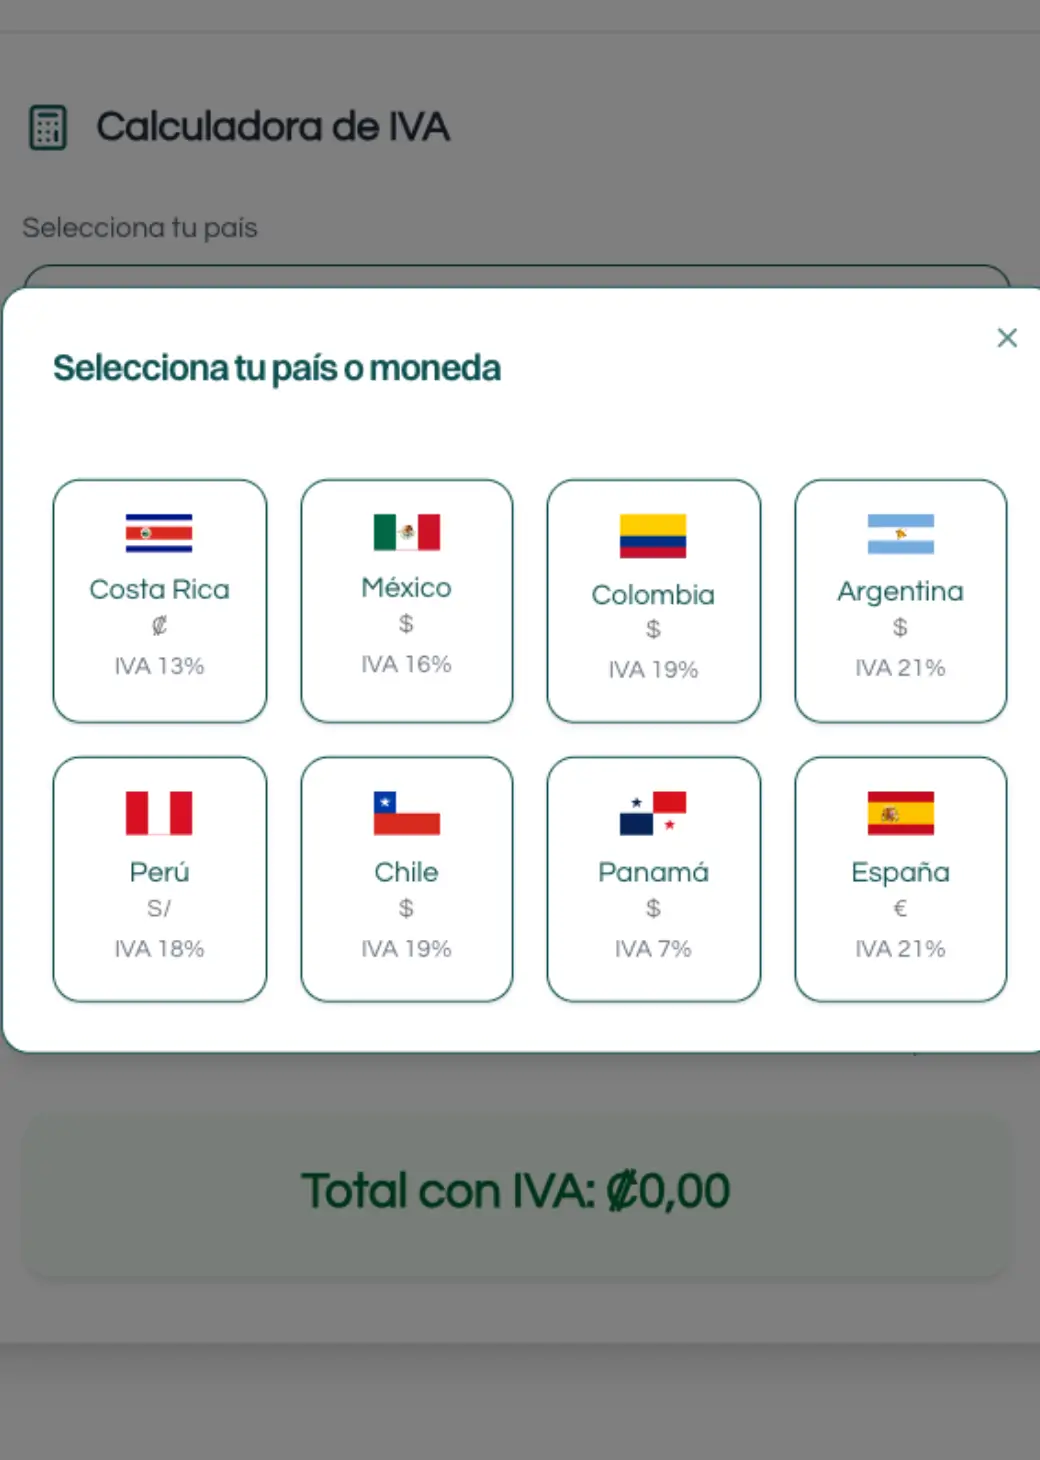 Calculadora de IVA
Selecciona tu país
Selecciona tu país o moneda
Costa Rica
₡
IVA 13%
México
$
IVA 16%
Colombia
$
IVA 19%
Argentina
$
IVA 21%
Perú
S/
IVA 18%
Chile
$
IVA 19%
Panamá
$
IVA 7%
España
€
IVA 21%
Total con IVA: ₡0,00